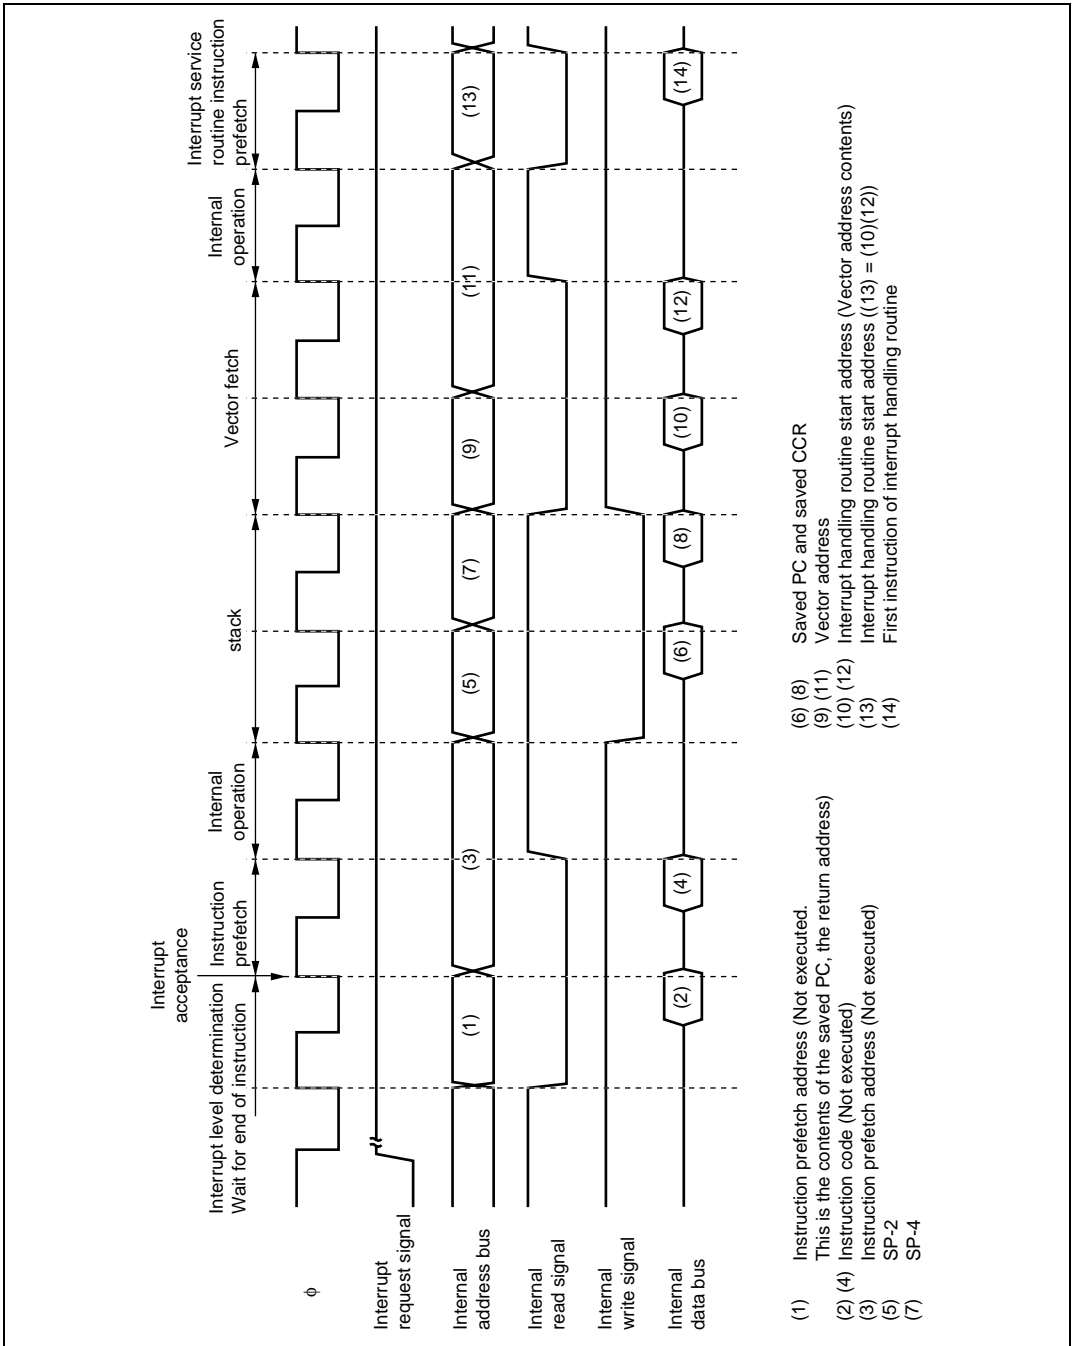 Interrupt level determination
Wait for end of instruction
Interrupt
acceptance
Instruction
prefetch
Internal
operation
stack
Vector fetch
Internal
operation
Interrupt service
routine instruction
prefetch
φ
Interrupt
request signal
Internal
address bus
(1)
(3)
(5)
(7)
(9)
(11)
(13)
Internal
read signal
Internal
write signal
Internal
data bus
(2)
(4)
(6)
(8)
(10)
(12)
(14)
(1) Instruction prefetch address (Not executed.
This is the contents of the saved PC, the return address)
(2) (4) Instruction code (Not executed)
(3) Instruction prefetch address (Not executed)
(5) SP-2
(7) SP-4
(6) (8) Saved PC and saved CCR
(9) (11) Vector address
(10) (12) Interrupt handling routine start address (Vector address contents)
(13) Interrupt handling routine start address ((13) = (10)(12))
(14) First instruction of interrupt handling routine